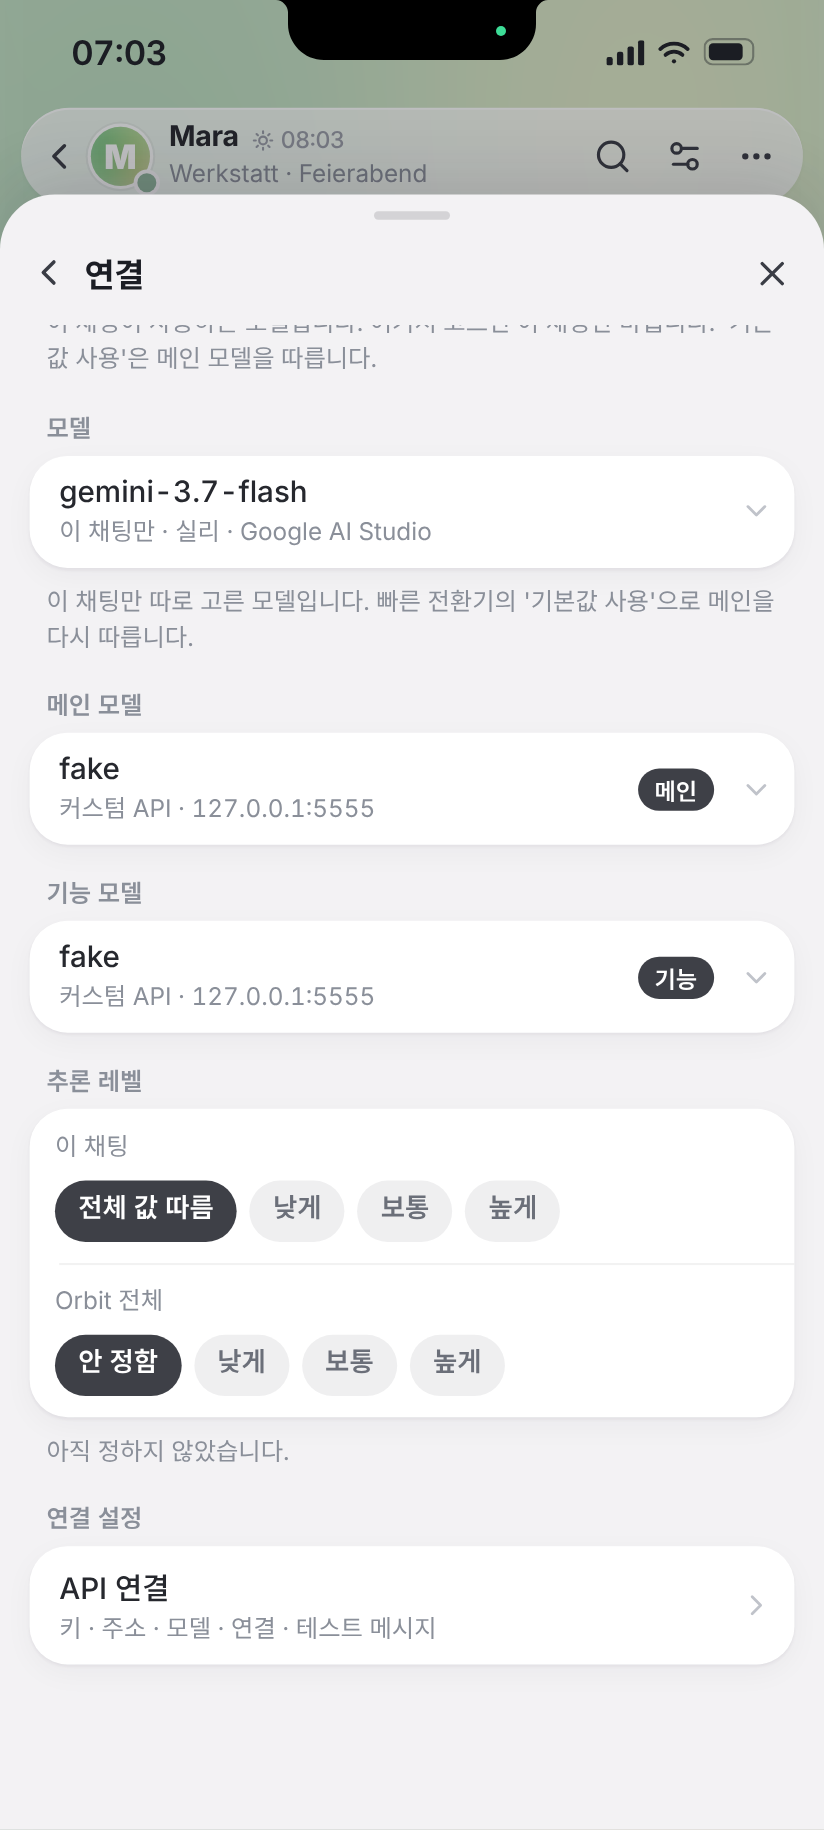 07:03
M
Mara 08:03
Werkstatt · Feierabend
연결
값 사용'은 메인 모델을 따릅니다.
모델
gemini-3.7-flash
이 채팅만 · 실리 · Google AI Studio
이 채팅만 따로 고른 모델입니다. 빠른 전환기의 '기본값 사용'으로 메인을
다시 따릅니다.
메인 모델
fake
메인
커스텀 API · 127.0.0.1:5555
기능 모델
fake
기능
커스텀 API · 127.0.0.1:5555
추론 레벨
이 채팅
전체 값 따름 낮게 보통 높게
Orbit 전체
안 정함 낮게 보통 높게
아직 정하지 않았습니다.
연결 설정
API 연결
키 · 주소 · 모델 · 연결 · 테스트 메시지